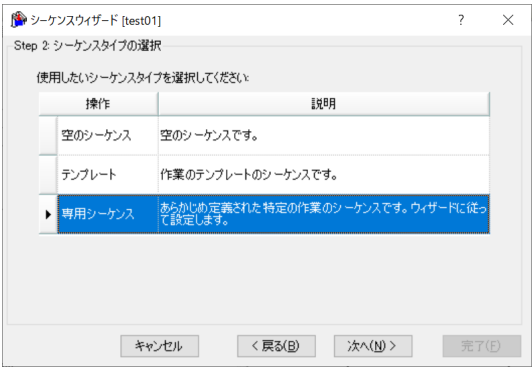 シーケンスウィザード [test01]
Step 2: シーケンスタイプの選択
使用したいシーケンスタイプを選択してください:
操作 説明
空のシーケンス 空のシーケンスです。
テンプレート 作業のテンプレートのシーケンスです。
専用シーケンス あらかじめ定義された特定の作業のシーケンスです。ウィザードに従っ
て設定します。
キャンセル < 戻る(B) 次へ(N) > 完了(F)